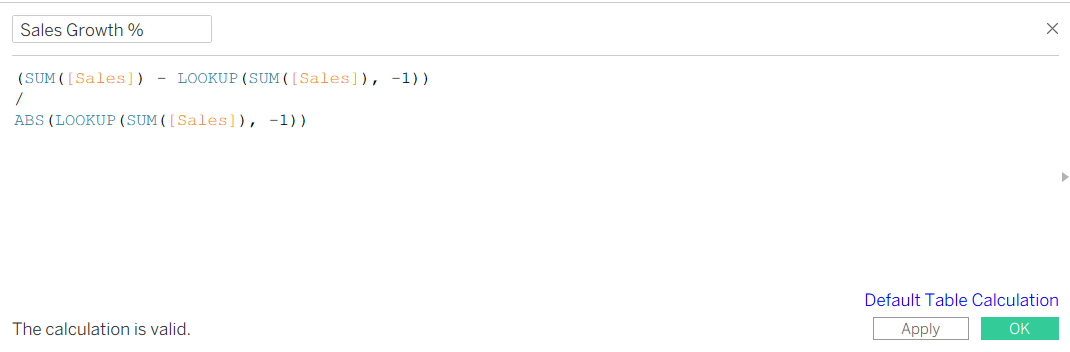 Sales Growth %
(SUM([Sales]) - LOOKUP(SUM([Sales]), -1))
/
ABS(LOOKUP(SUM([Sales]), -1))
Default Table Calculation
The calculation is valid.
Apply
OK